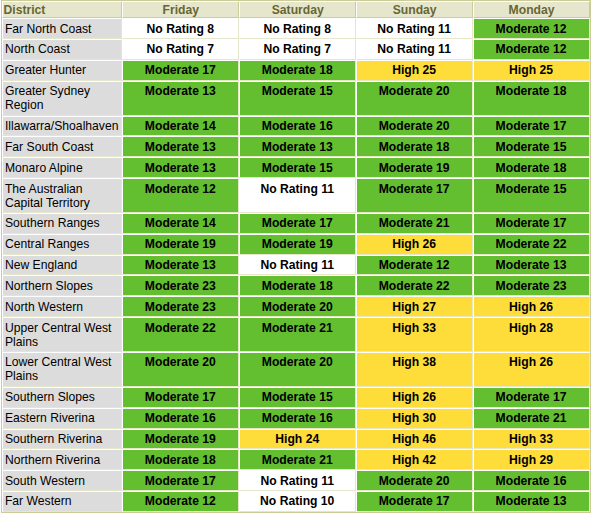 District Friday Saturday Sunday Monday
Far North Coast No Rating 8 No Rating 8 No Rating 11 Moderate 12
North Coast No Rating 7 No Rating 7 No Rating 11 Moderate 12
Greater Hunter Moderate 17 Moderate 18 High 25 High 25
Greater Sydney Moderate 13 Moderate 15 Moderate 20 Moderate 18
Region
Illawarra/Shoalhaven Moderate 14 Moderate 16 Moderate 20 Moderate 17
Far South Coast Moderate 13 Moderate 13 Moderate 18 Moderate 15
Monaro Alpine Moderate 13 Moderate 15 Moderate 19 Moderate 18
The Australian Moderate 12 No Rating 11 Moderate 17 Moderate 15
Capital Territory
Southern Ranges Moderate 14 Moderate 17 Moderate 21 Moderate 17
Central Ranges Moderate 19 Moderate 19 High 26 Moderate 22
New England Moderate 13 No Rating 11 Moderate 12 Moderate 13
Northern Slopes Moderate 23 Moderate 18 Moderate 22 Moderate 23
North Western Moderate 23 Moderate 20 High 27 High 26
Upper Central West Moderate 22 Moderate 21 High 33 High 28
Plains
Lower Central West Moderate 20 Moderate 20 High 38 High 26
Plains
Southern Slopes Moderate 17 Moderate 15 High 26 Moderate 17
Eastern Riverina Moderate 16 Moderate 16 High 30 Moderate 21
Southern Riverina Moderate 19 High 24 High 46 High 33
Northern Riverina Moderate 18 Moderate 21 High 42 High 29
South Western Moderate 17 No Rating 11 Moderate 20 Moderate 16
Far Western Moderate 12 No Rating 10 Moderate 17 Moderate 13